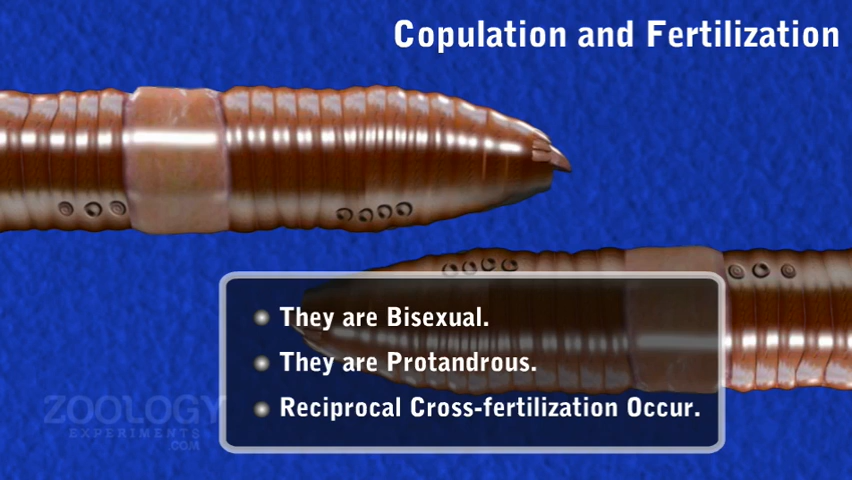 Copulation and Fertilization
They are Bisexual.
They are Protandrous.
Reciprocal Cross-fertilization Occur.
ZOOLOGY
EXPERIMENTS
.COM